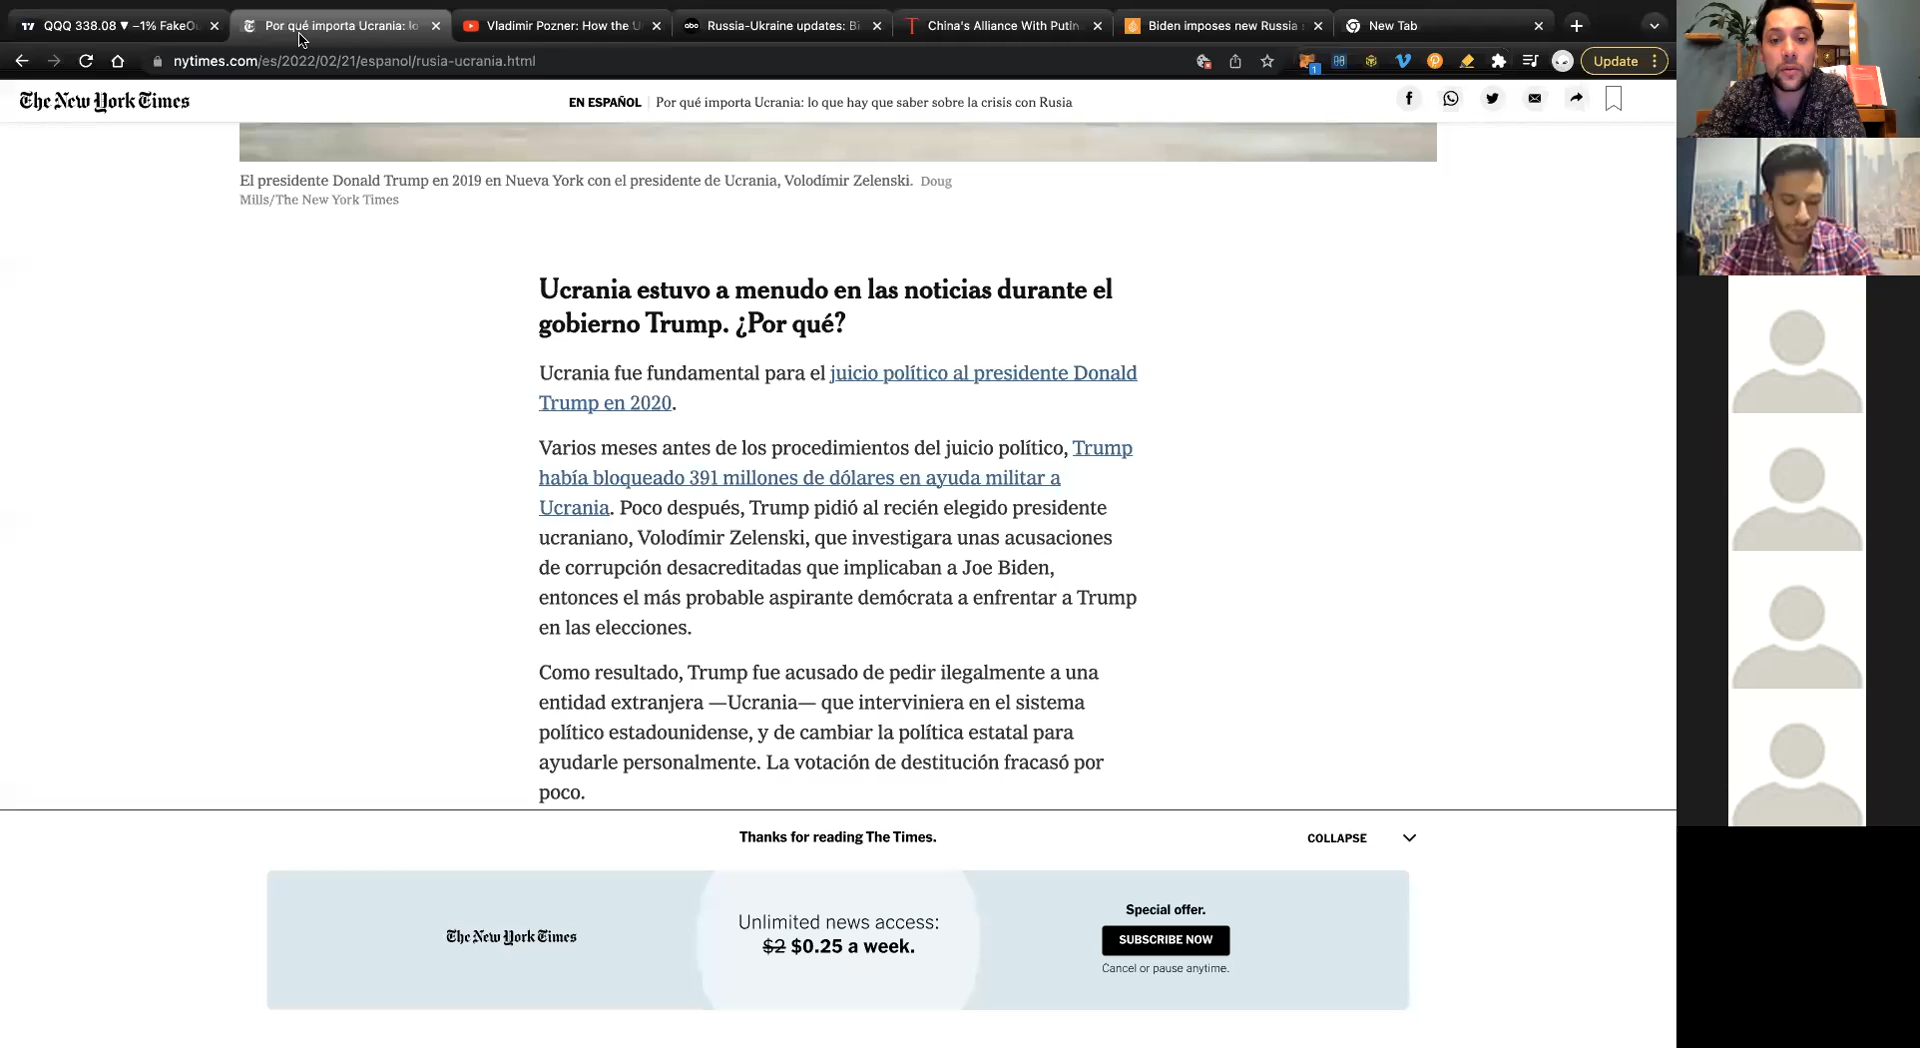 QQQ 338.08 ▼ −1% FakeO
Por qué importa Ucrania: lo
Vladimir Pozner: How the U
abc
Russia-Ukraine updates: Bi
China's Alliance With Putin
Biden imposes new Russia s
New Tab
nytimes.com/es/2022/02/21/espanol/rusia-ucrania.html
1
Update
The New York Times
EN ESPAÑOL | Por qué importa Ucrania: lo que hay que saber sobre la crisis con Rusia
El presidente Donald Trump en 2019 en Nueva York con el presidente de Ucrania, Volodímir Zelenski. Doug
Mills/The New York Times
Ucrania estuvo a menudo en las noticias durante el
gobierno Trump. ¿Por qué?
Ucrania fue fundamental para el juicio político al presidente Donald
Trump en 2020.
Varios meses antes de los procedimientos del juicio político, Trump
había bloqueado 391 millones de dólares en ayuda militar a
Ucrania. Poco después, Trump pidió al recién elegido presidente
ucraniano, Volodímir Zelenski, que investigara unas acusaciones
de corrupción desacreditadas que implicaban a Joe Biden,
entonces el más probable aspirante demócrata a enfrentar a Trump
en las elecciones.
Como resultado, Trump fue acusado de pedir ilegalmente a una
entidad extranjera —Ucrania— que interviniera en el sistema
político estadounidense, y de cambiar la política estatal para
ayudarle personalmente. La votación de destitución fracasó por
poco.
Thanks for reading The Times.
COLLAPSE
The New York Times
Unlimited news access:
$2 $0.25 a week.
Special offer.
SUBSCRIBE NOW
Cancel or pause anytime.